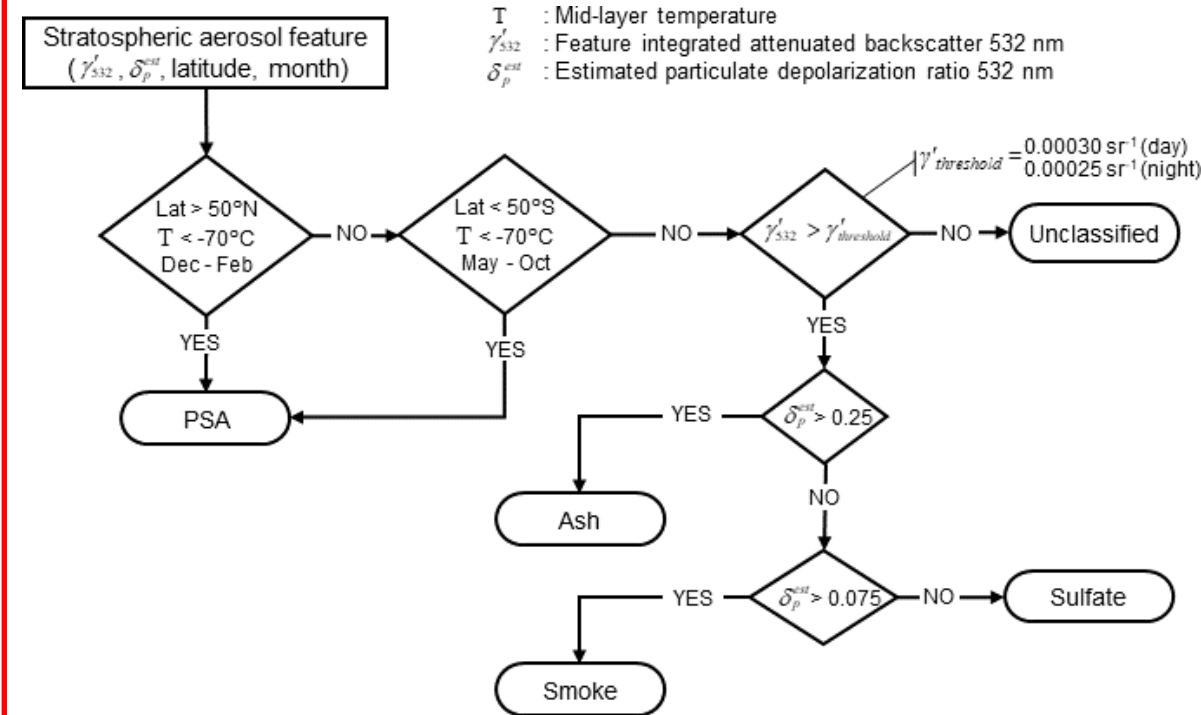 Stratospheric aerosol feature
(γ′532, δp^est, latitude, month)
T : Mid-layer temperature
γ′532 : Feature integrated attenuated backscatter 532 nm
δp^est : Estimated particulate depolarization ratio 532 nm
Lat > 50°N
T < -70°C
Dec - Feb
NO
Lat < 50°S
T < -70°C
May - Oct
NO
γ′532 > γ′threshold
γ′threshold = 0.00030 sr⁻¹ (day)
0.00025 sr⁻¹ (night)
NO
Unclassified
YES
YES
YES
PSA
δp^est > 0.25
YES
Ash
NO
δp^est > 0.075
YES
NO
Sulfate
Smoke